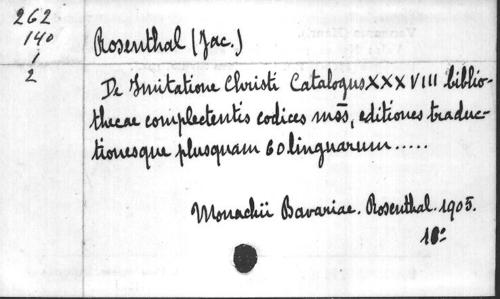 262
140
1
2
Rosenthal (Jac.)
De Imitatione Christi Catalogus XXXVIII biblio-
thecae complectentis codices mss̄, editiones traduc-
tionesque plusquam 60 linguarum.....
Monachii Bavariae. Rosenthal. 1905.
18º